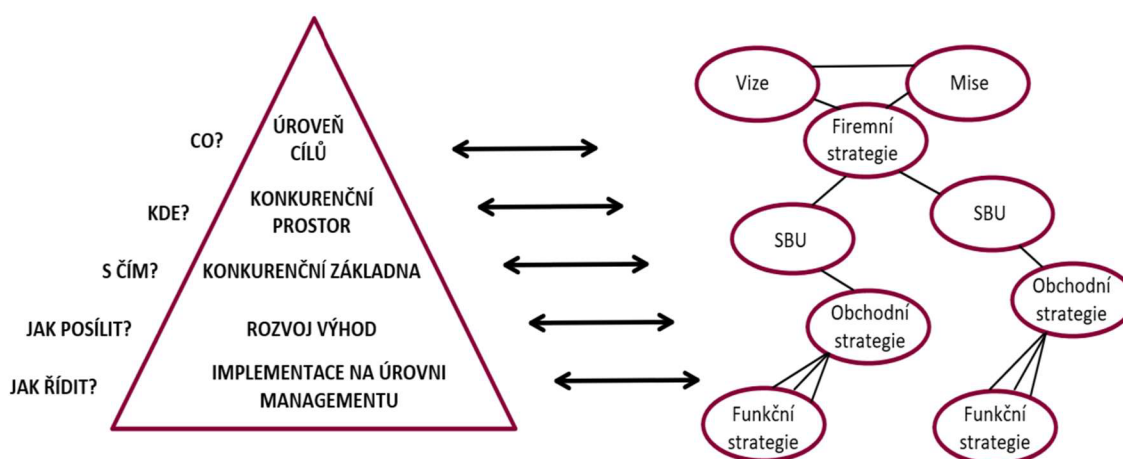 CO?
ÚROVEŇ
CÍLŮ
KDE?
KONKURENČNÍ
PROSTOR
S ČÍM?
KONKURENČNÍ ZÁKLADNA
JAK POSÍLIT?
ROZVOJ VÝHOD
JAK ŘÍDIT?
IMPLEMENTACE NA ÚROVNI
MANAGEMENTU
Vize
Mise
Firemní
strategie
SBU
SBU
Obchodní
strategie
Obchodní
strategie
Funkční
strategie
Funkční
strategie